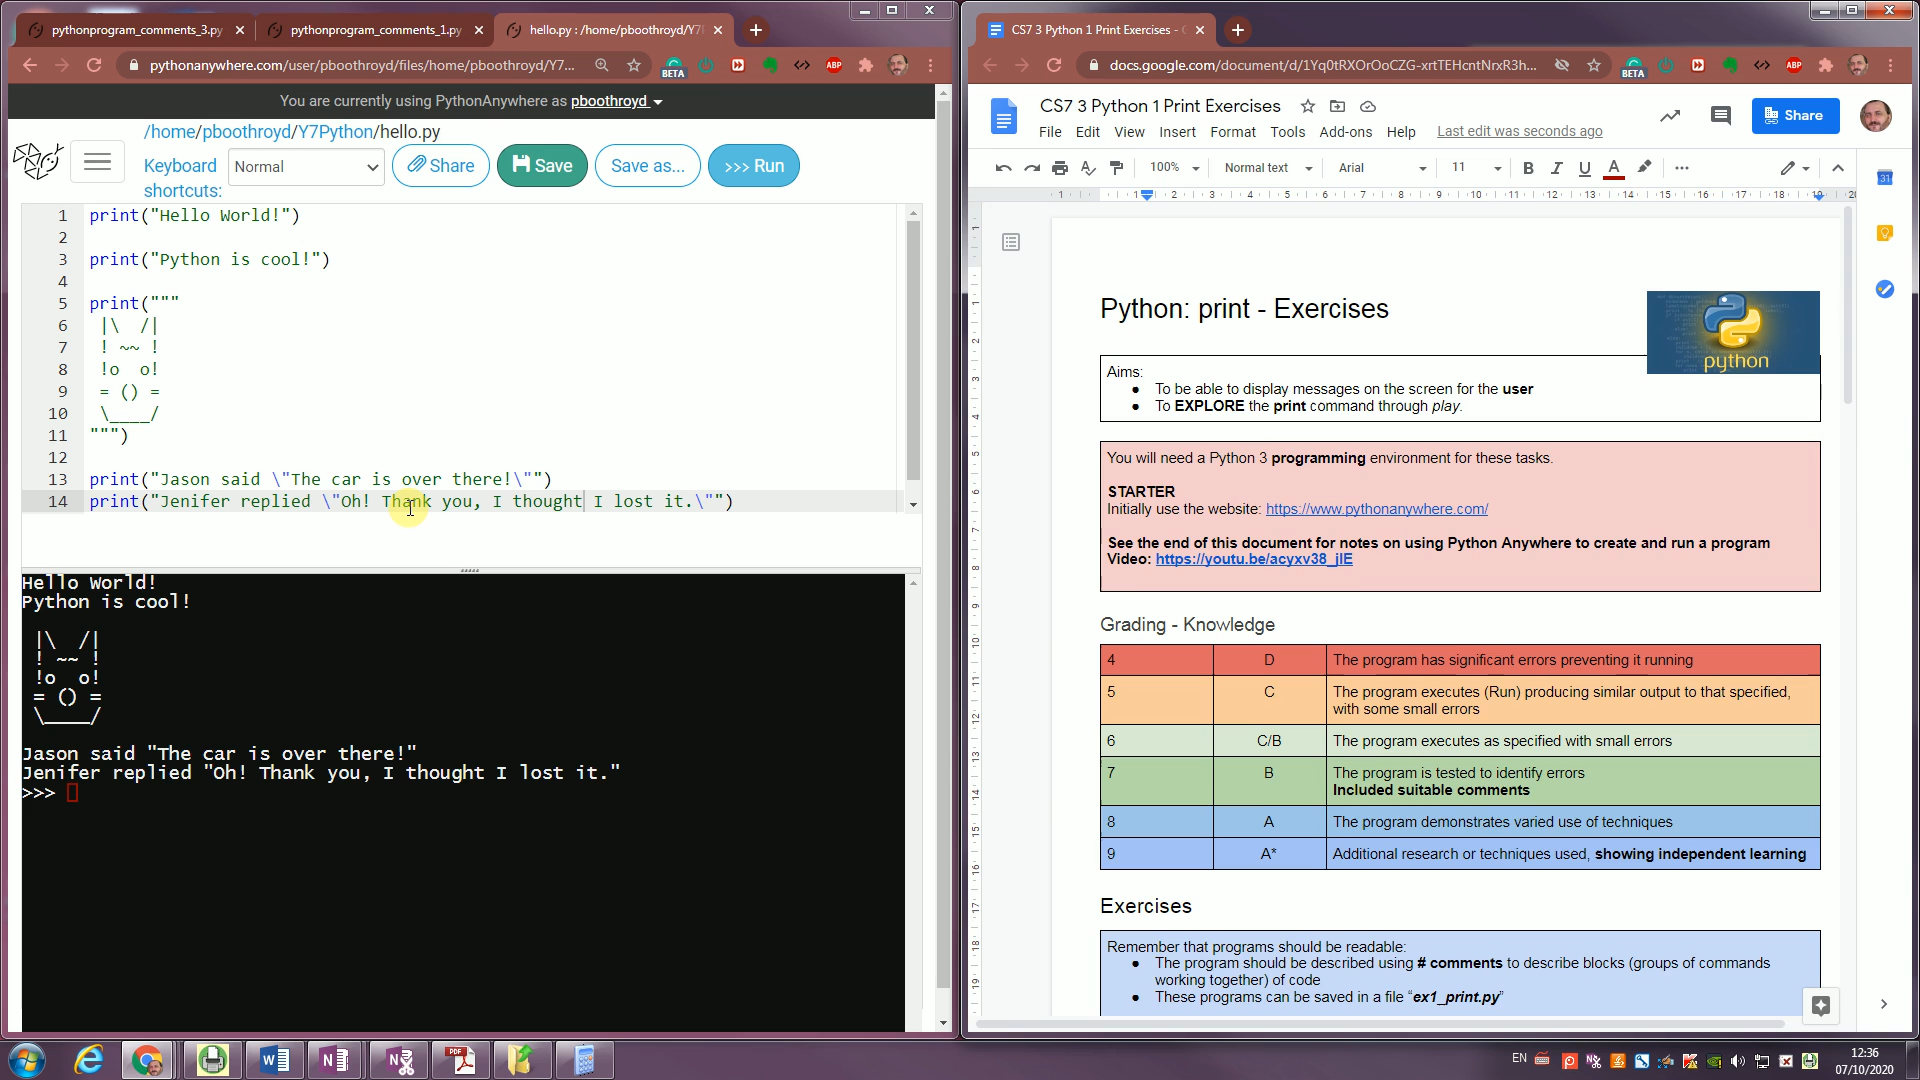 pythonprogram_comments_3.py
pythonprogram_comments_1.py
hello.py : /home/pboothroyd/Y7
pythonanywhere.com/user/pboothroyd/files/home/pboothroyd/Y7...
BETA
ABP
You are currently using PythonAnywhere as pboothroyd
/home/pboothroyd/Y7Python/hello.py
Keyboard shortcuts:
Normal
Share
Save
Save as...
>>> Run
1 print("Hello World!")
2
3 print("Python is cool!")
4
5 print("""
6  |\  /|
7  ! ~~ !
8  !o  o!
9  = () =
10  \____/
11 """)
12
13 print("Jason said \"The car is over there!\"")
14 print("Jenifer replied \"Oh! Thank you, I thought I lost it.\"")
Hello World!
Python is cool!
 |\  /|
 ! ~~ !
 !o  o!
 = () =
 \____/
Jason said "The car is over there!"
Jenifer replied "Oh! Thank you, I thought I lost it."
>>>
CS7 3 Python 1 Print Exercises -
docs.google.com/document/d/1Yq0tRXOrOoCZG-xrtTEHcntNrxR3h...
BETA
ABP
CS7 3 Python 1 Print Exercises
File Edit View Insert Format Tools Add-ons Help Last edit was seconds ago
Share
100% Normal text Arial 11 B I U A
Python: print - Exercises
python
Aims:
● To be able to display messages on the screen for the user
● To EXPLORE the print command through play.
You will need a Python 3 programming environment for these tasks.
STARTER
Initially use the website: https://www.pythonanywhere.com/
See the end of this document for notes on using Python Anywhere to create and run a program
Video: https://youtu.be/acyxv38_jlE
Grading - Knowledge
4 D The program has significant errors preventing it running
5 C The program executes (Run) producing similar output to that specified,
with some small errors
6 C/B The program executes as specified with small errors
7 B The program is tested to identify errors
Included suitable comments
8 A The program demonstrates varied use of techniques
9 A* Additional research or techniques used, showing independent learning
Exercises
Remember that programs should be readable:
● The program should be described using # comments to describe blocks (groups of commands
working together) of code
● These programs can be saved in a file "ex1_print.py"
EN
12:36
07/10/2020